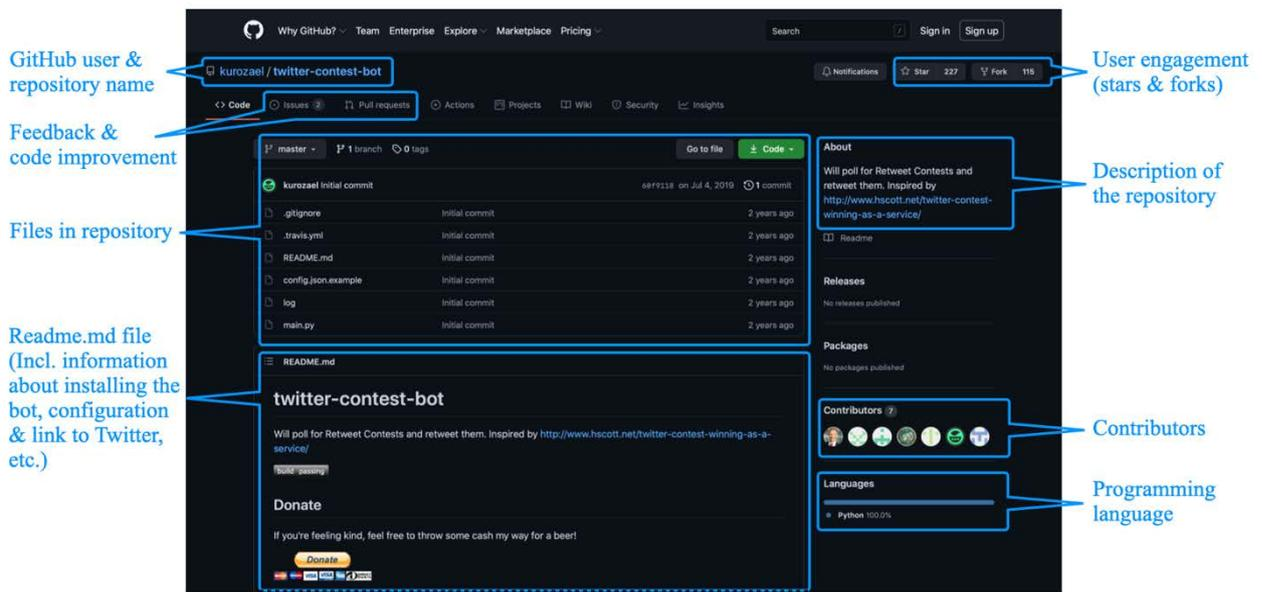 Why GitHub? Team Enterprise Explore Marketplace Pricing Search / Sign in Sign up
GitHub user &
repository name
kurozael / twitter-contest-bot
Notifications Star 227 Fork 115
User engagement
(stars & forks)
Code Issues 2 Pull requests Actions Projects Wiki Security Insights
Feedback &
code improvement
master 1 branch 0 tags Go to file Code
kurozael Initial commit 60f9118 on Jul 4, 2019 1 commit
.gitignore Initial commit 2 years ago
.travis.yml Initial commit 2 years ago
README.md Initial commit 2 years ago
config.json.example Initial commit 2 years ago
log Initial commit 2 years ago
main.py Initial commit 2 years ago
Files in repository
About
Will poll for Retweet Contests and
retweet them. Inspired by
http://www.hscott.net/twitter-contest-
winning-as-a-service/
Readme
Description of
the repository
Releases
No releases published
Packages
No packages published
Readme.md file
(Incl. information
about installing the
bot, configuration
& link to Twitter,
etc.)
README.md
twitter-contest-bot
Will poll for Retweet Contests and retweet them. Inspired by http://www.hscott.net/twitter-contest-winning-as-a-
service/
build passing
Donate
If you're feeling kind, feel free to throw some cash my way for a beer!
Donate
Contributors 7
Contributors
Languages
Python 100.0%
Programming
language